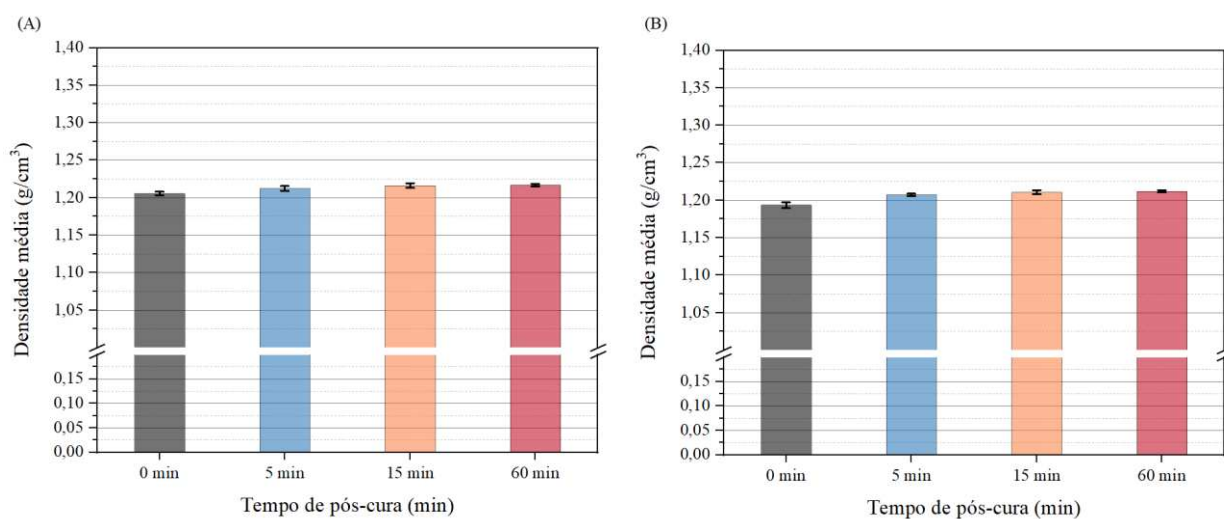 (A)
Densidade média (g/cm³)
1,40
1,35
1,30
1,25
1,20
1,15
1,10
1,05
0,15
0,10
0,05
0,00
0 min
5 min
15 min
60 min
Tempo de pós-cura (min)
(B)
Densidade média (g/cm³)
1,40
1,35
1,30
1,25
1,20
1,15
1,10
1,05
0,15
0,10
0,05
0,00
0 min
5 min
15 min
60 min
Tempo de pós-cura (min)